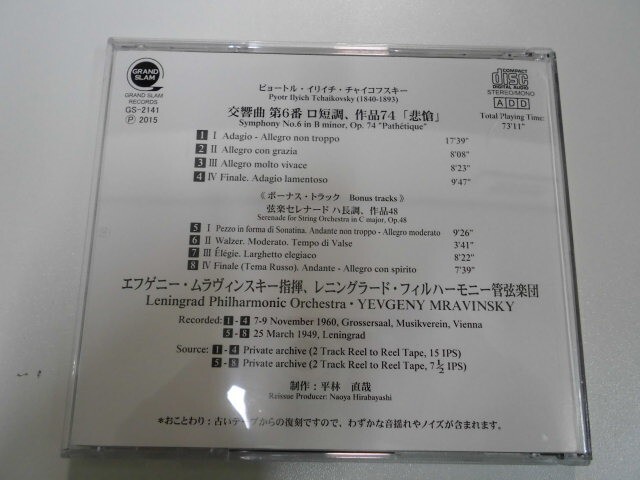 GRAND SLAM
GRAND SLAM RECORDS
GS-2141
Ⓟ 2015
COMPACT disc DIGITAL AUDIO
STEREO/MONO
ADD
Total Playing Time:
73'11"
ピョートル・イリイチ・チャイコフスキー
Pyotr Ilyich Tchaikovsky (1840-1893)
交響曲 第6番 ロ短調、作品74「悲愴」
Symphony No.6 in B minor, Op. 74 "Pathétique"
1 I Adagio - Allegro non troppo 17'39"
2 II Allegro con grazia 8'08"
3 III Allegro molto vivace 8'23"
4 IV Finale. Adagio lamentoso 9'47"
《 ボーナス・トラック Bonus tracks 》
弦楽セレナード ハ長調、作品48
Serenade for String Orchestra in C major, Op.48
5 I Pezzo in forma di Sonatina. Andante non troppo - Allegro moderato 9'26"
6 II Walzer. Moderato. Tempo di Valse 3'41"
7 III Élégie. Larghetto elegiaco 8'22"
8 IV Finale (Tema Russo). Andante - Allegro con spirito 7'39"
エフゲニー・ムラヴィンスキー指揮、レニングラード・フィルハーモニー管弦楽団
Leningrad Philharmonic Orchestra・YEVGENY MRAVINSKY
Recorded: 1 - 4 7-9 November 1960, Grossersaal, Musikverein, Vienna
5 - 8 25 March 1949, Leningrad
Source: 1 - 4 Private archive (2 Track Reel to Reel Tape, 15 IPS)
5 - 8 Private archive (2 Track Reel to Reel Tape, 7 1/2 IPS)
制作：平林 直哉
Reissue Producer: Naoya Hirabayashi
*おことわり：古いテープからの復刻ですので、わずかな音揺れやノイズが含まれます。